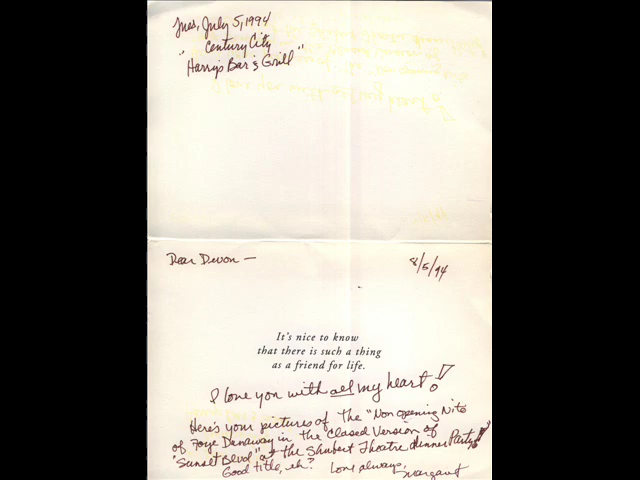 Tues, July 5, 1994
Century City
"Harry's Bar & Grill"
Dear Devon —
8/5/94
It's nice to know
that there is such a thing
as a friend for life.
I love you with all my heart!
Here's your pictures of the "Non opening Nite
of Faye Dunaway in the Closed Version of
"Sunset Blvd" at the Shubert Theatre dinner Party!"
Good title, eh? Love always,
Margaret